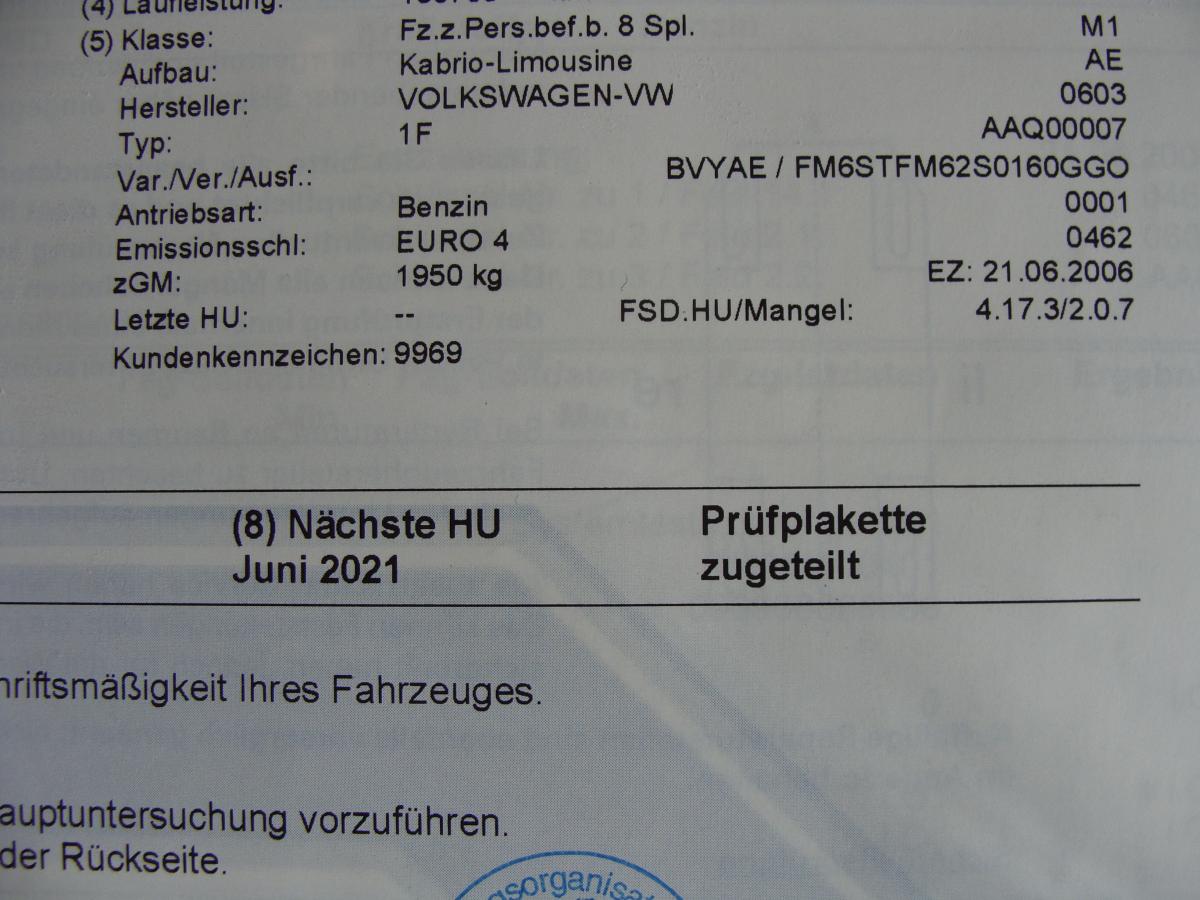 (4) Laufleistung:
(5) Klasse: Fz.z.Pers.bef.b. 8 Spl. M1
Aufbau: Kabrio-Limousine AE
Hersteller: VOLKSWAGEN-VW 0603
Typ: 1F AAQ00007
Var./Ver./Ausf.: BVYAE / FM6STFM62S0160GGO
Antriebsart: Benzin 0001
Emissionsschl: EURO 4 0462
zGM: 1950 kg EZ: 21.06.2006
Letzte HU: -- FSD.HU/Mangel: 4.17.3/2.0.7
Kundenkennzeichen: 9969
(8) Nächste HU Prüfplakette
Juni 2021 zugeteilt
hriftsmäßigkeit Ihres Fahrzeuges.
auptuntersuchung vorzuführen.
der Rückseite.
gsorganisa